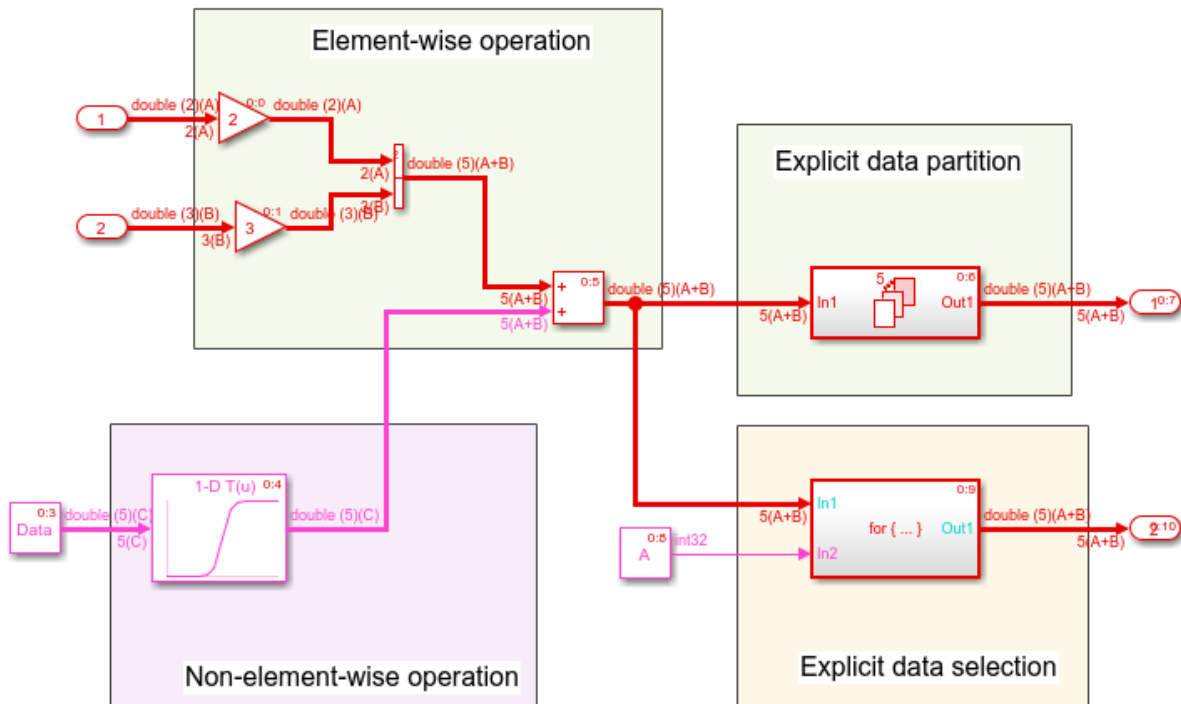 Element-wise operation
double (2)(A)
0:0
double (2)(A)
1
2(A)
2
2
double (5)(A+B)
2(A)
double (3)(B)
0:1
double (3)(B)
3(B)
2
3(B)
3
Explicit data partition
0:5
double (5)(A+B)
+
5(A+B)
+
5(A+B)
5
0:6
double (5)(A+B)
In1
Out1
1
0:7
5(A+B)
5(A+B)
1-D T(u)
0:4
0:3
double (5)(C)
double (5)(C)
Data
5(C)
0:9
In1
double (5)(A+B)
5(A+B)
for { ... }
Out1
2
0:10
5(A+B)
int32
A
In2
Non-element-wise operation
Explicit data selection